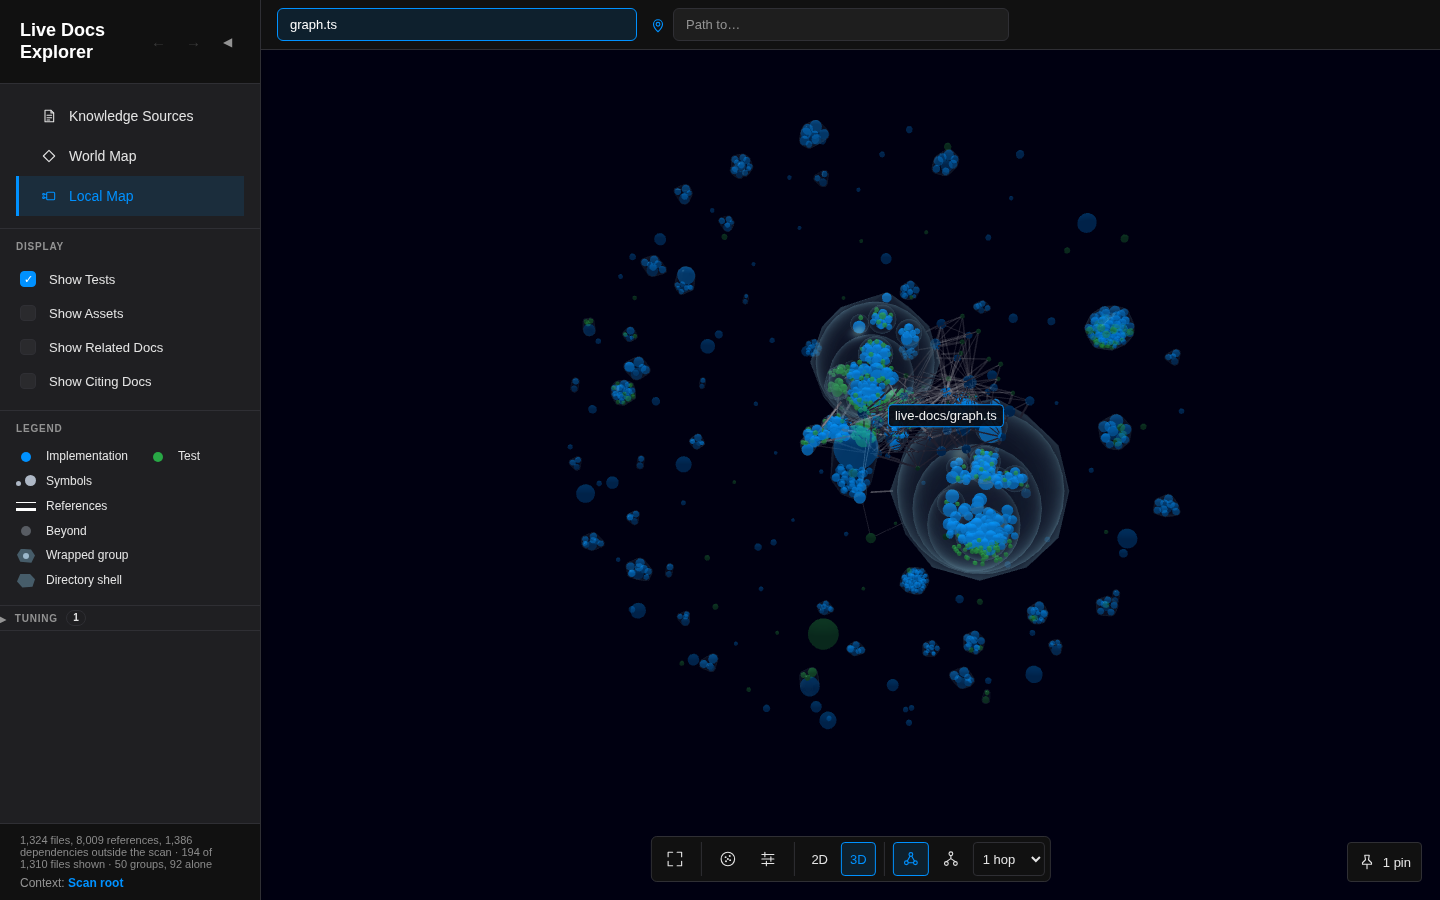 Live Docs
Explorer
← → ◀
Knowledge Sources
World Map
Local Map
DISPLAY
Show Tests
Show Assets
Show Related Docs
Show Citing Docs
LEGEND
Implementation Test
Symbols
References
Beyond
Wrapped group
Directory shell
▶ TUNING 1
1,324 files, 8,009 references, 1,386
dependencies outside the scan · 194 of
1,310 files shown · 50 groups, 92 alone
Context: Scan root
graph.ts
Path to…
live-docs/graph.ts
2D 3D 1 hop
1 pin